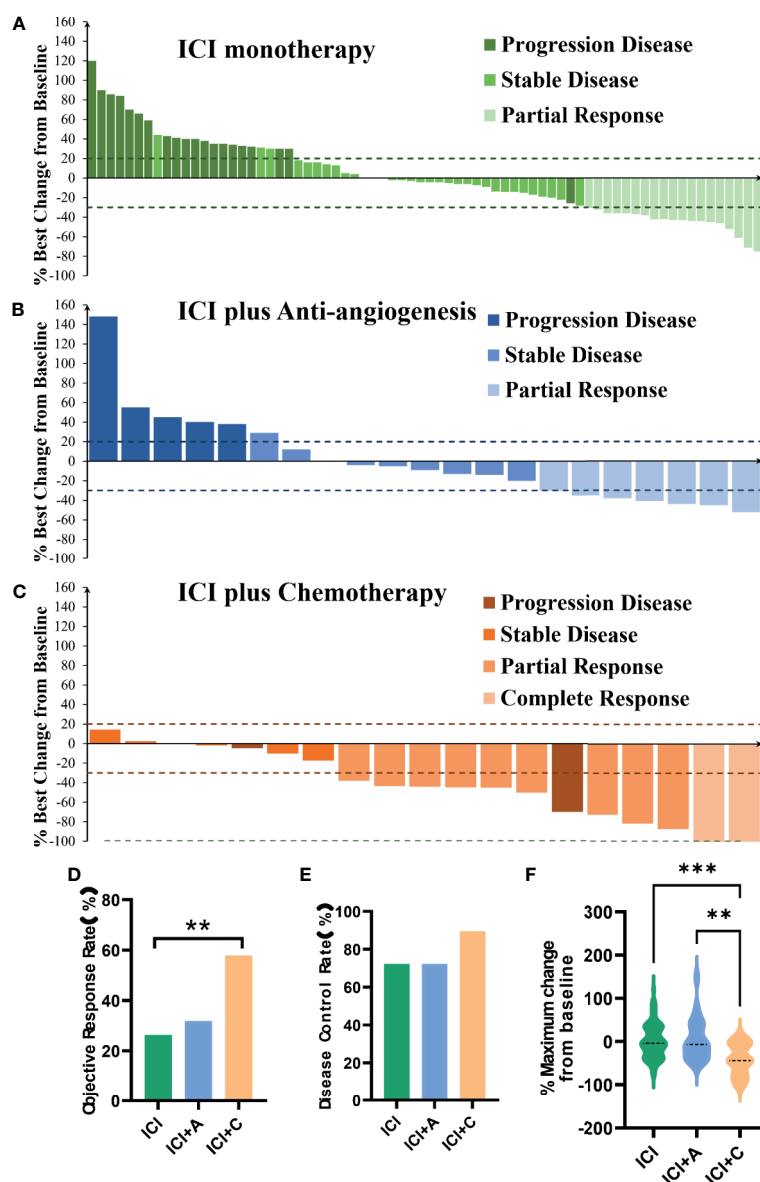 A
ICI monotherapy
% Best Change from Baseline
160
140
120
100
80
60
40
20
0
-20
-40
-60
-80
-100
Progression Disease
Stable Disease
Partial Response
B
ICI plus Anti-angiogenesis
% Best Change from Baseline
160
140
120
100
80
60
40
20
0
-20
-40
-60
-80
-100
Progression Disease
Stable Disease
Partial Response
C
ICI plus Chemotherapy
% Best Change from Baseline
160
140
120
100
80
60
40
20
0
-20
-40
-60
-80
-100
Progression Disease
Stable Disease
Partial Response
Complete Response
D
Objective Response Rate(%)
80
60
40
20
0
**
ICI
ICI+A
ICI+C
E
Disease Control Rate(%)
100
80
60
40
20
0
ICI
ICI+A
ICI+C
F
% Maximum change
from baseline
300
200
100
0
-100
-200
***
**
ICI
ICI+A
ICI+C